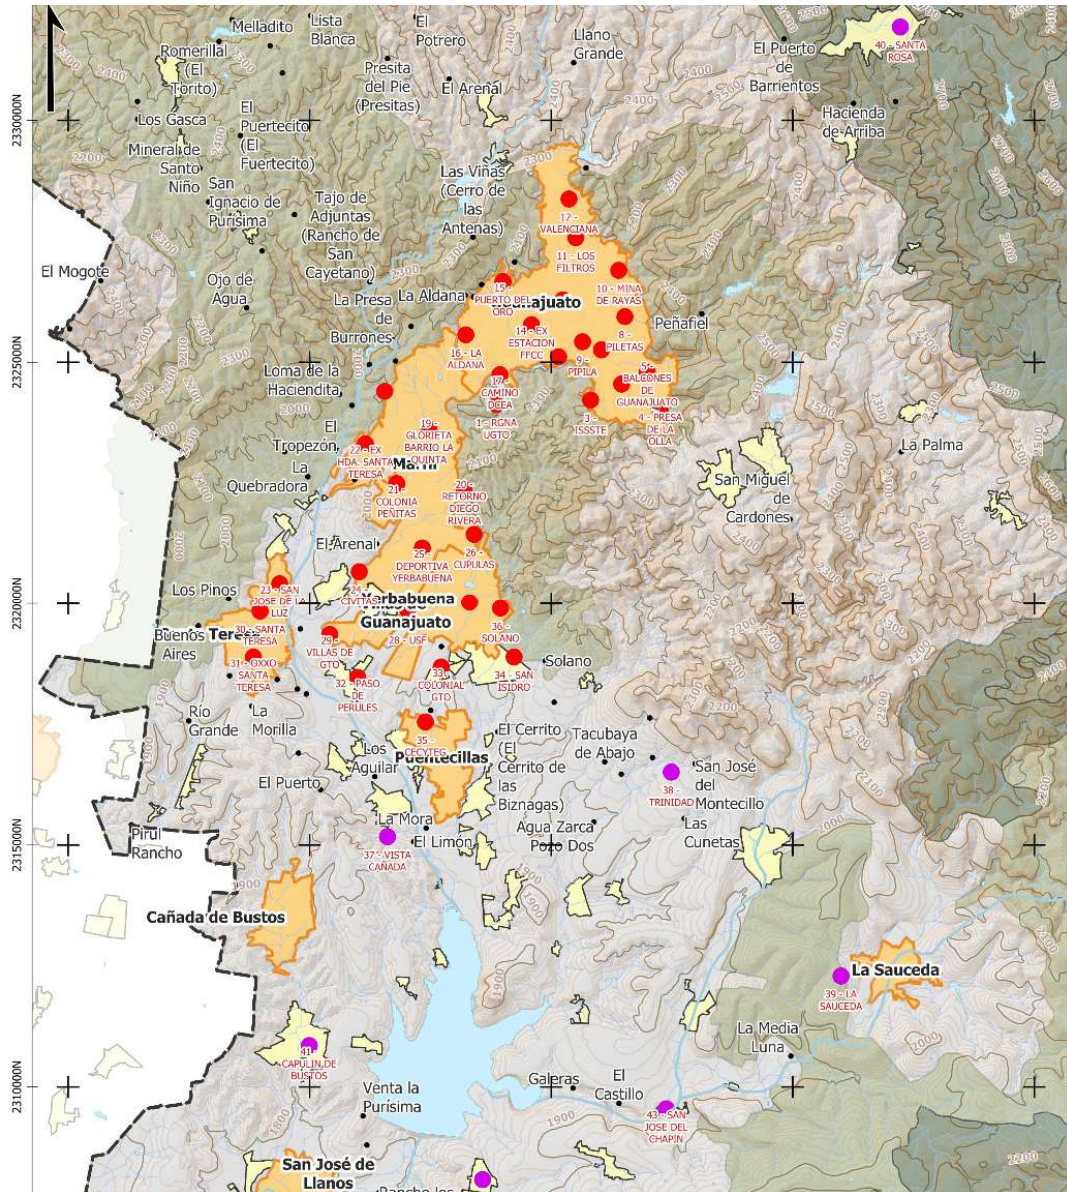 Melladito
Lista
Blanca
El
Potrero
Llano
Grande
El Puerto
de
Barrientos
40 - SANTA
ROSA
Romerillal
(El
Torito)
Presita
del Pie
(Presitas)
El Arenal
Los Gasca
El
Puertecito
(El
Fuertecito)
Hacienda
de Arriba
2330000N
Mineral de
Santo
Niño
San
Ignacio de
Purísima
Tajo de
Adjuntas
(Rancho de
San
Cayetano)
Las Viñas
(Cerro de
las
Antenas)
12 -
VALENCIANA
11 - LOS
FILTROS
10 - MINA
DE RAYAS
El Mogote
Ojo de
Agua
La Presa
de
Burrones
La Aldana
15 -
PUERTO DEL
ORO
Guanajuato
14 - EX
ESTACION
FFCC
8 -
PILETAS
Peñafiel
9 -
PIPILA
16 - LA
ALDANA
2325000N
Loma de la
Haciendita
17 -
CAMINO
DCEA
1 - RGNA
UGTO
3 -
ISSSTE
5 -
BALCONES
DE
GUANAJUATO
4 - PRESA
DE LA
OLLA
El
Tropezón
19 -
GLORIETA
BARRIO LA
QUINTA
22 - EX
HDA. SANTA
TERESA
Marfil
La
Quebradora
21 -
COLONIA
PEÑITAS
20 -
RETORNO
DIEGO
RIVERA
San Miguel
de
Cardones
La Palma
El Arenal
25 -
DEPORTIVA
YERBABUENA
26 -
CUPULAS
Los Pinos
23 - SAN
JOSE DE LA
LUZ
24 -
CIVITAS
Yerbabuena
Villas de
Guanajuato
2320000N
Buenos
Aires
30 - SANTA
TERESA
29 -
VILLAS DE
GTO
28 - USF
36 -
SOLANO
31 - OXXO
SANTA
TERESA
32 - PASO
DE
PERULES
33 -
COLONIAL
GTO
34 - SAN
ISIDRO
Solano
Río
Grande
La
Morilla
35 -
CECYTEG
Puentecillas
El Cerrito
(El
Cerrito de
las
Biznagas)
Tacubaya
de Abajo
Los
Aguilar
El Puerto
38 -
TRINIDAD
San José
del
Montecillo
La Mora
El Limón
37 - VISTA
CAÑADA
Agua Zarca
Pozo Dos
Las
Cunetas
2315000N
Pirul
Rancho
Cañada de Bustos
La Sauceda
39 - LA
SAUCEDA
41 -
CAPULIN DE
BUSTOS
La Media
Luna
2310000N
Venta la
Purísima
Galeras
El
Castillo
43 - SAN
JOSE DEL
CHAPIN
San José de
Llanos